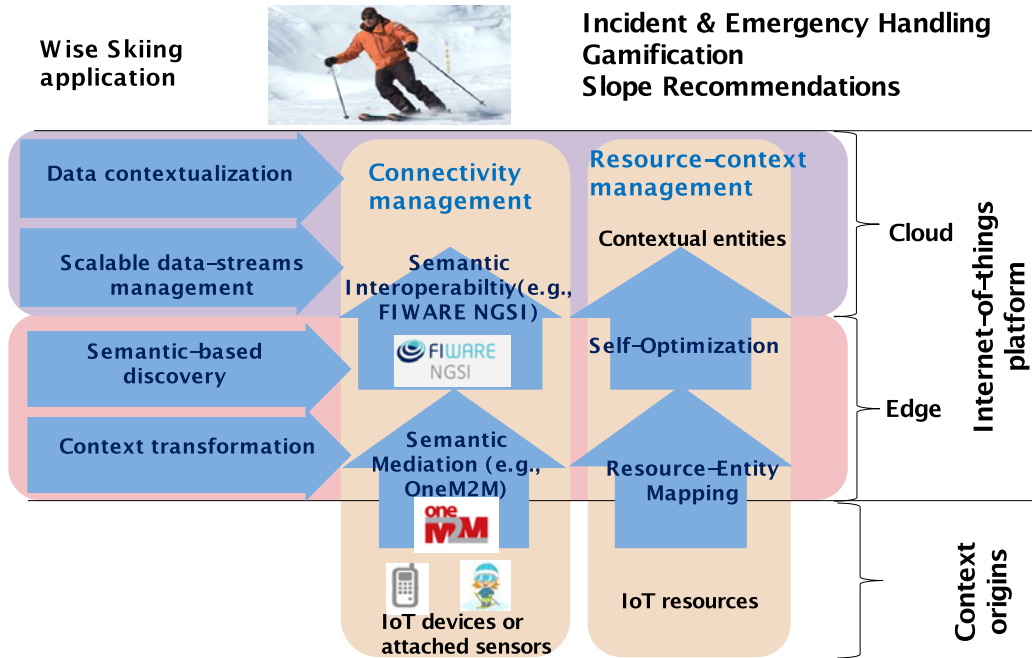 Wise Skiing
application
Incident & Emergency Handling
Gamification
Slope Recommendations
Data contextualization
Scalable data-streams
management
Semantic-based
discovery
Context transformation
Connectivity
management
Semantic
Interoperabiltiy(e.g.,
FIWARE NGSI)
FIWARE
NGSI
Semantic
Mediation (e.g.,
OneM2M)
one
M2M
IoT devices or
attached sensors
Resource-context
management
Contextual entities
Self-Optimization
Resource-Entity
Mapping
IoT resources
Cloud
Edge
Internet-of-things
platform
Context
origins